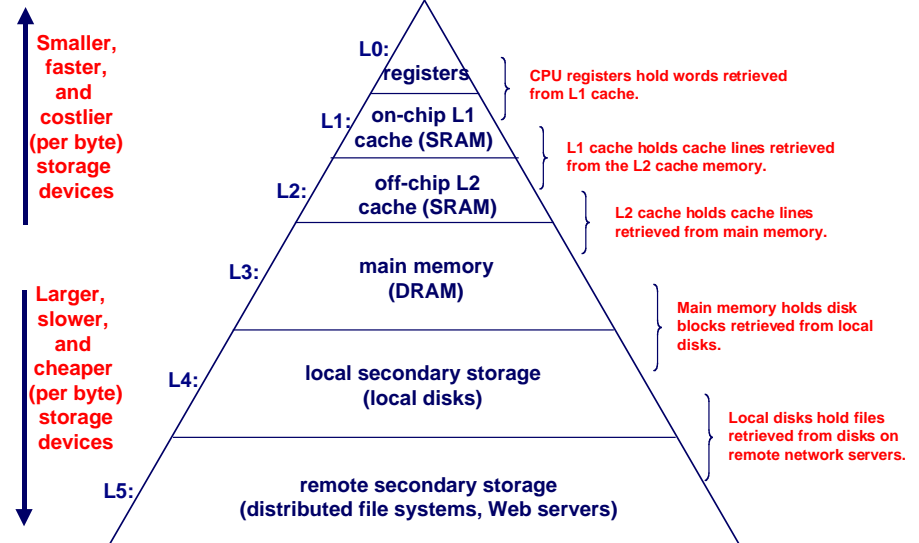 Smaller,
faster,
and
costlier
(per byte)
storage
devices
Larger,
slower,
and
cheaper
(per byte)
storage
devices
L0:
registers
L1:
on-chip L1
cache (SRAM)
L2:
off-chip L2
cache (SRAM)
L3:
main memory
(DRAM)
L4:
local secondary storage
(local disks)
L5:
remote secondary storage
(distributed file systems, Web servers)
CPU registers hold words retrieved
from L1 cache.
L1 cache holds cache lines retrieved
from the L2 cache memory.
L2 cache holds cache lines
retrieved from main memory.
Main memory holds disk
blocks retrieved from local
disks.
Local disks hold files
retrieved from disks on
remote network servers.